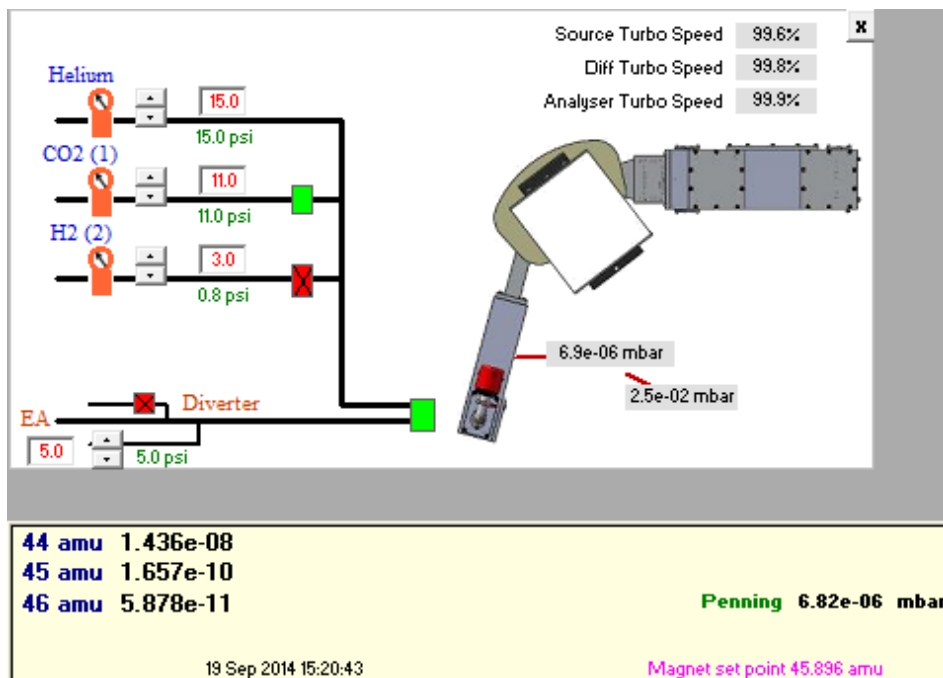 Source Turbo Speed 99.6%
Diff Turbo Speed 99.8%
Analyser Turbo Speed 99.9%
x
Helium
15.0
15.0 psi
CO2 (1)
11.0
11.0 psi
H2 (2)
3.0
0.8 psi
6.9e-06 mbar
2.5e-02 mbar
Diverter
EA
5.0
5.0 psi
44 amu 1.436e-08
45 amu 1.657e-10
46 amu 5.878e-11
Penning 6.82e-06 mbar
19 Sep 2014 15:20:43
Magnet set point 45.896 amu